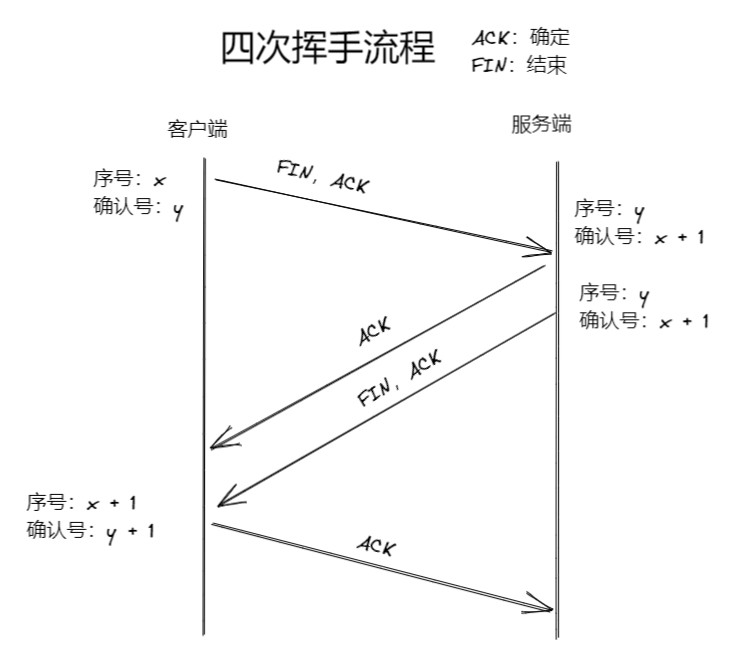 四次挥手流程
ACK：确定
FIN：结束
客户端
服务端
序号：x
确认号：y
FIN, ACK
序号：y
确认号：x + 1
序号：y
确认号：x + 1
ACK
FIN, ACK
序号：x + 1
确认号：y + 1
ACK